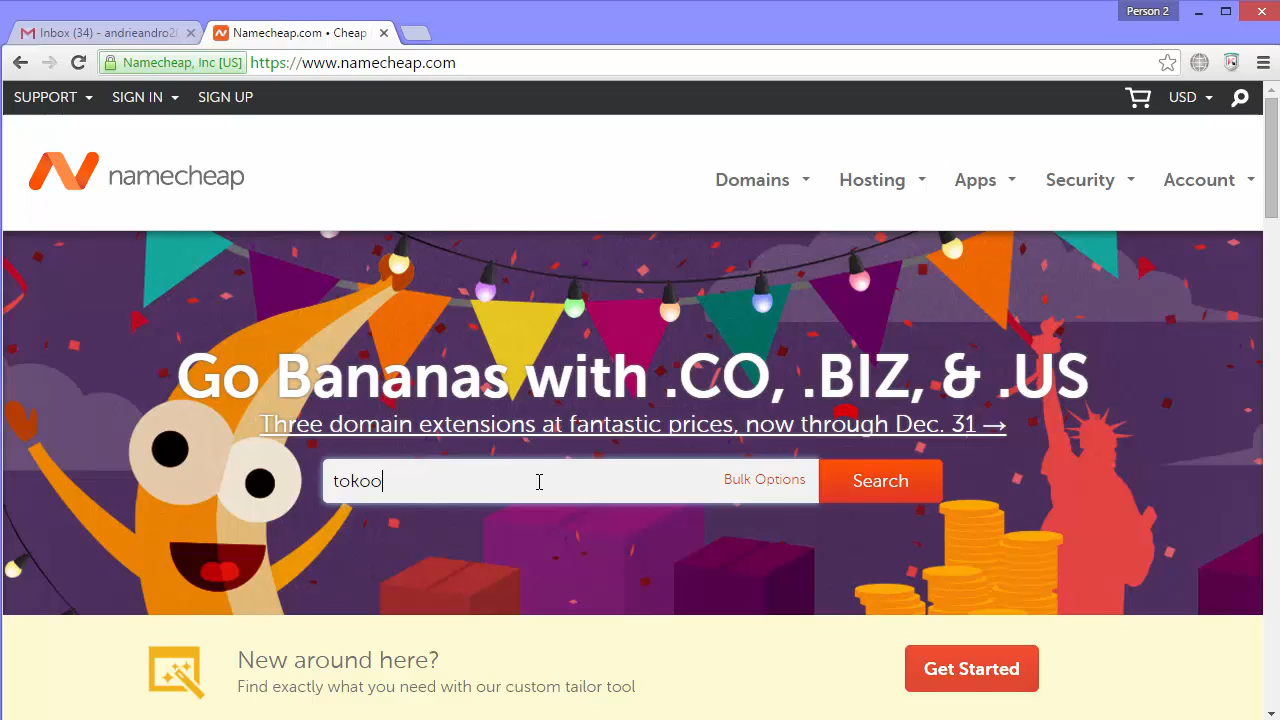 Person 2
Inbox (34) - andrieandro2
Namecheap.com • Cheap
Namecheap, Inc [US]
https://www.namecheap.com
SUPPORT
SIGN IN
SIGN UP
USD
namecheap
Domains
Hosting
Apps
Security
Account
Go Bananas with .CO, .BIZ, & .US
Three domain extensions at fantastic prices, now through Dec. 31 →
tokoo
Bulk Options
Search
New around here?
Find exactly what you need with our custom tailor tool
Get Started